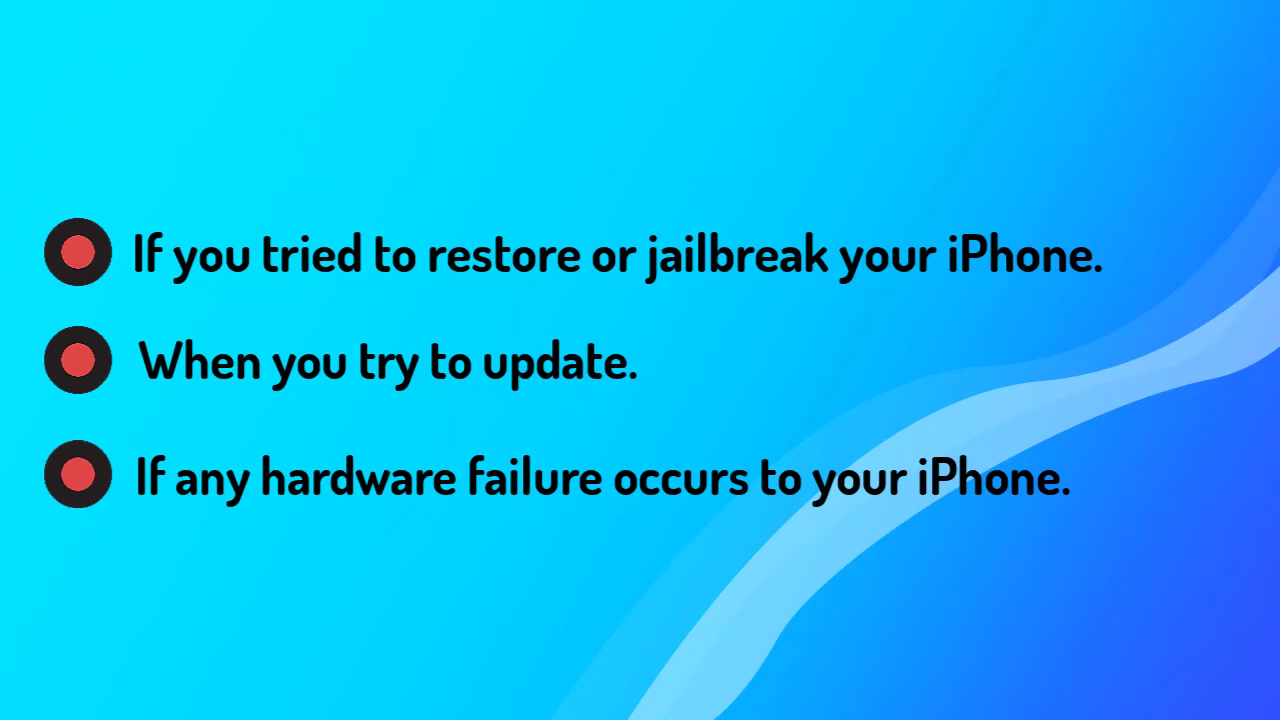 If you tried to restore or jailbreak your iPhone.
When you try to update.
If any hardware failure occurs to your iPhone.